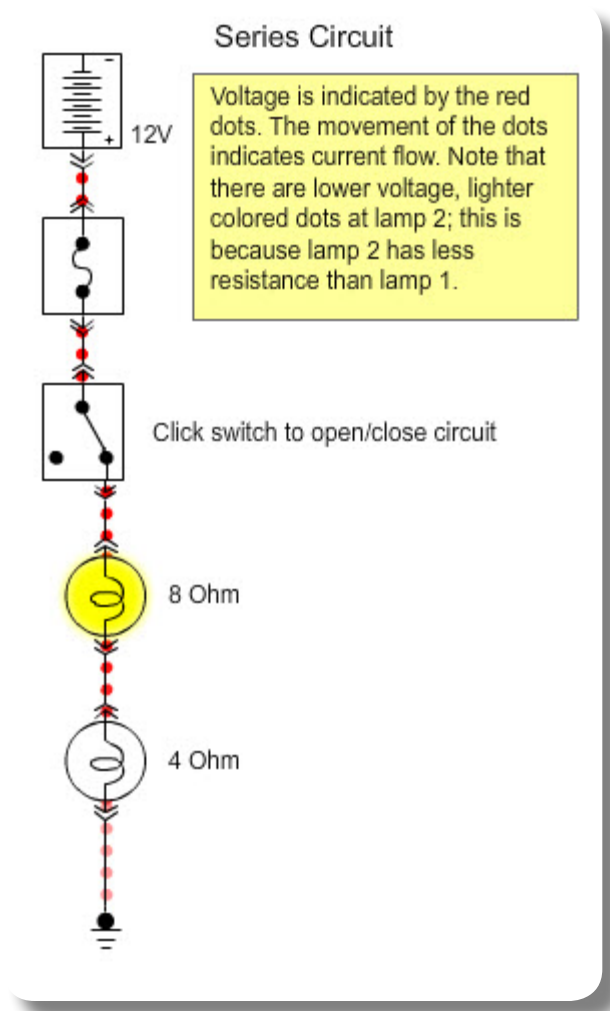 Series Circuit
-
+
12V
Voltage is indicated by the red
dots. The movement of the dots
indicates current flow. Note that
there are lower voltage, lighter
colored dots at lamp 2; this is
because lamp 2 has less
resistance than lamp 1.
Click switch to open/close circuit
8 Ohm
4 Ohm